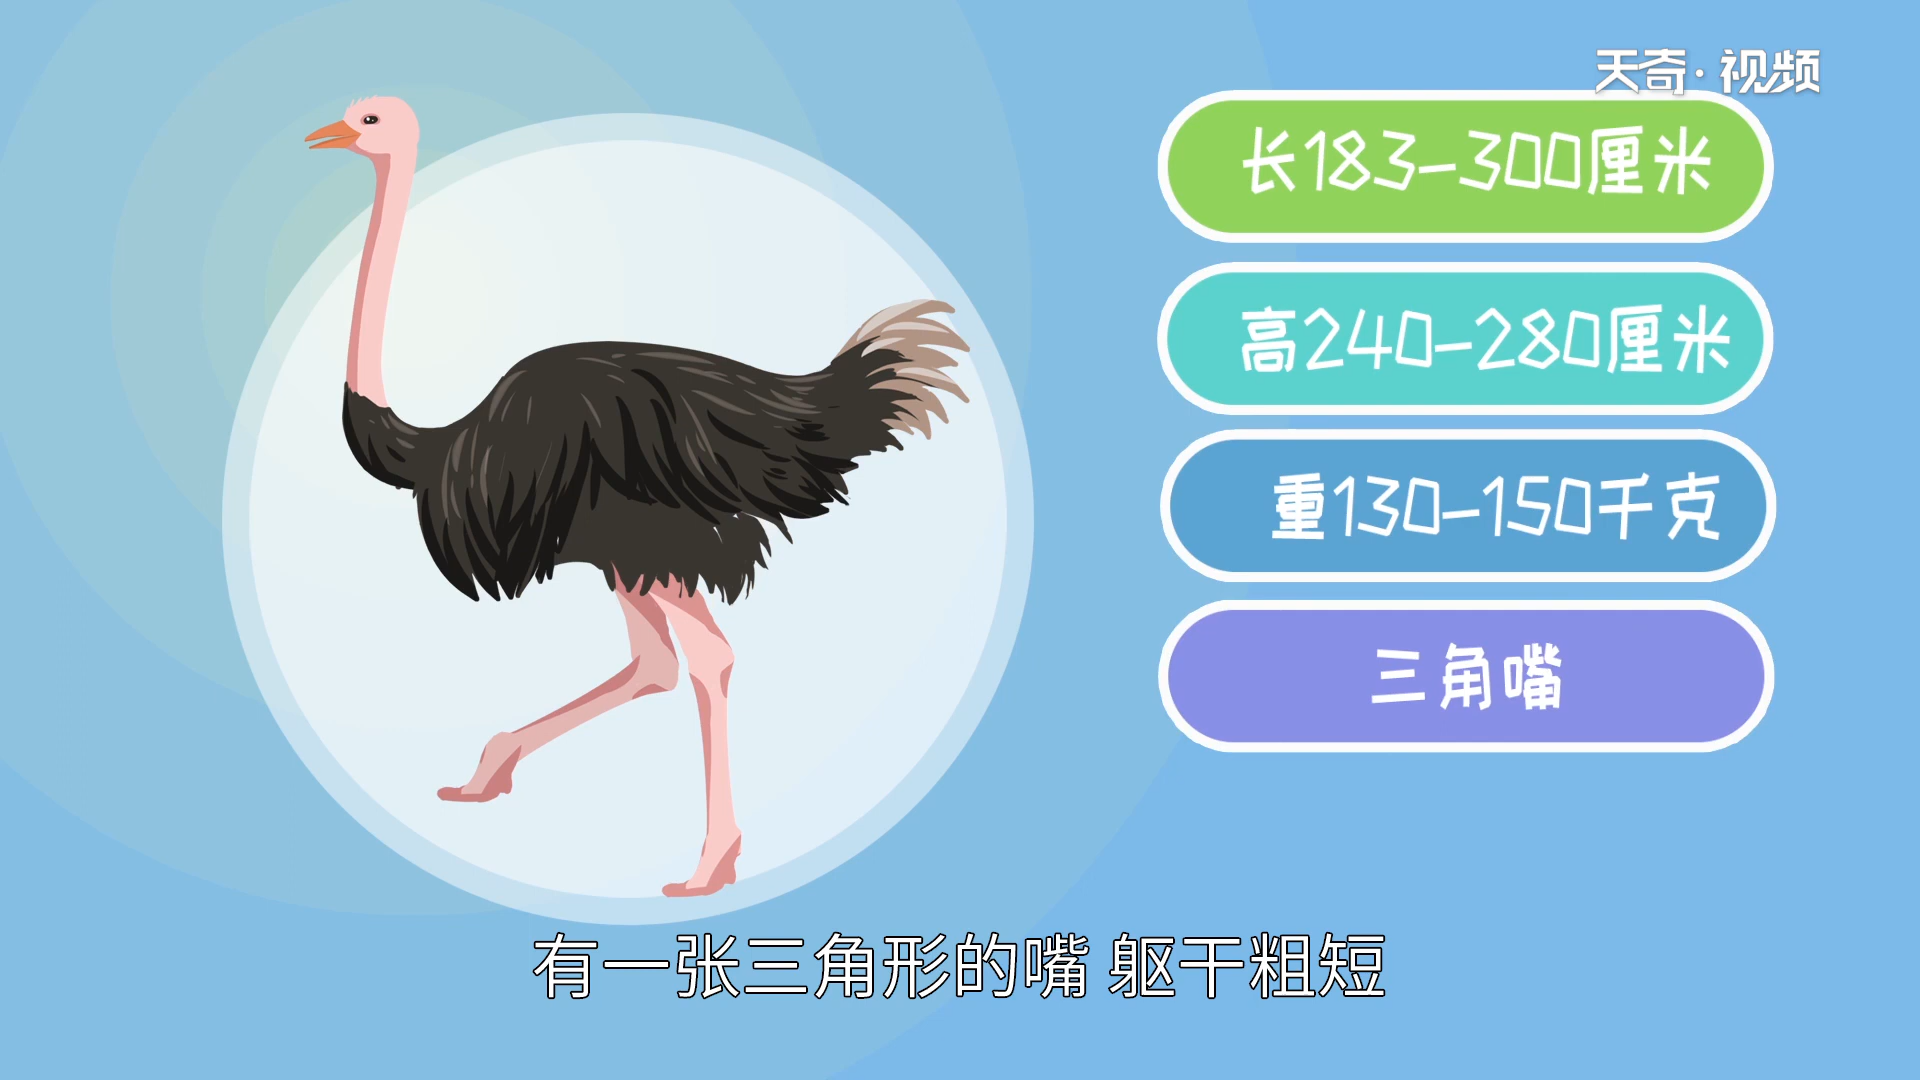 天奇·视频
长183-300厘米
高240-280厘米
重130-150千克
三角嘴
有一张三角形的嘴 躯干粗短